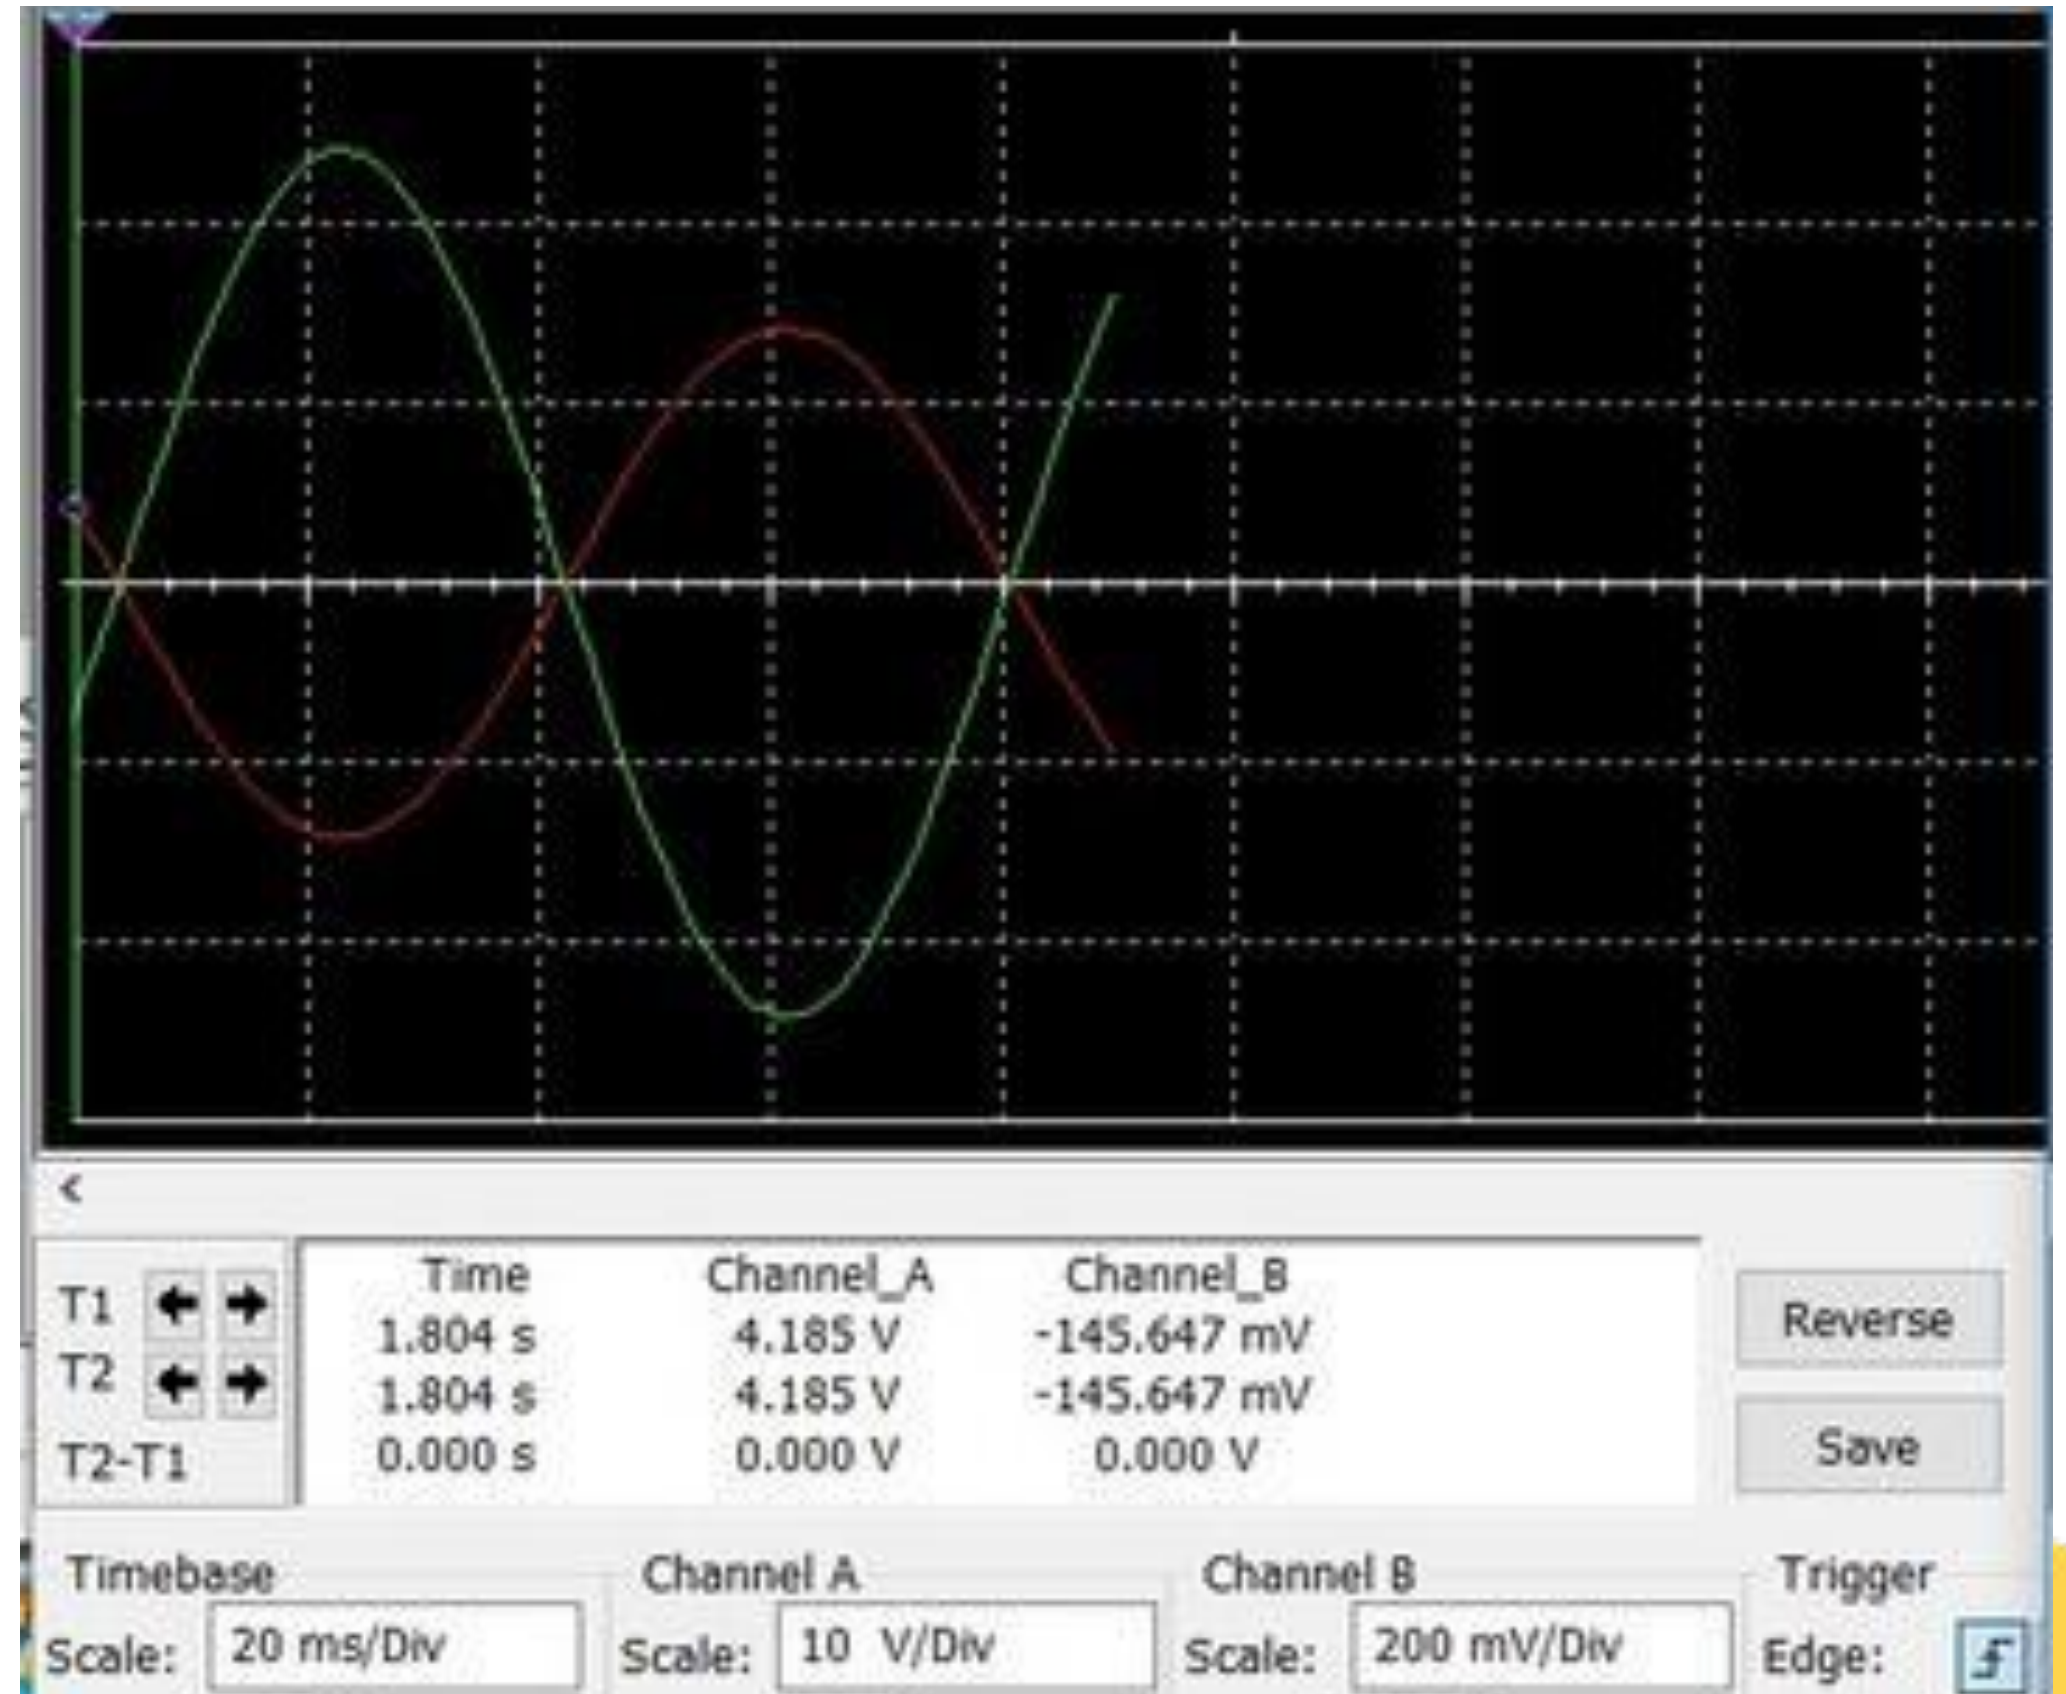 <
Time Channel_A Channel_B
T1 1.804 s 4.185 V -145.647 mV
T2 1.804 s 4.185 V -145.647 mV
T2-T1 0.000 s 0.000 V 0.000 V
Reverse
Save
Timebase Channel A Channel B Trigger
Scale: 20 ms/Div Scale: 10 V/Div Scale: 200 mV/Div Edge: